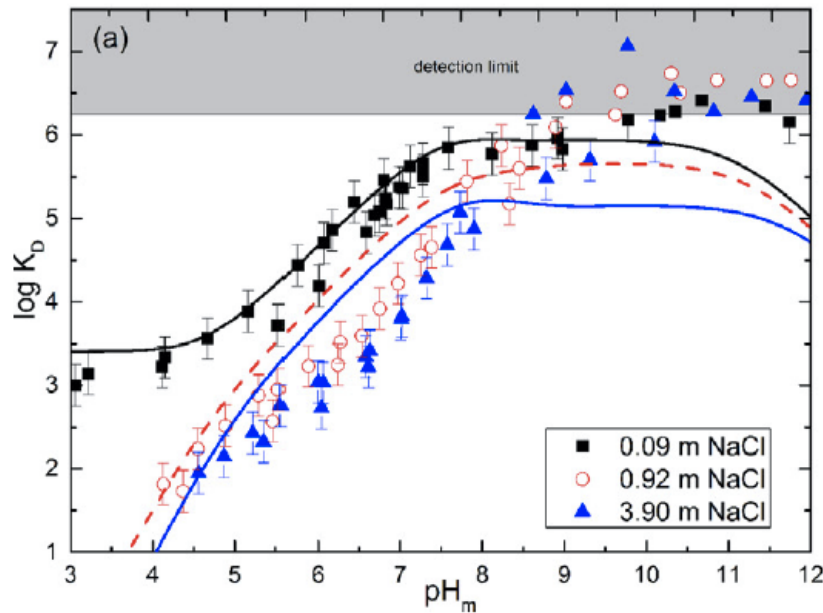 (a)
detection limit
7
6
5
4
3
2
1
log K_D
0.09 m NaCl
0.92 m NaCl
3.90 m NaCl
3 4 5 6 7 8 9 10 11 12
pH_m